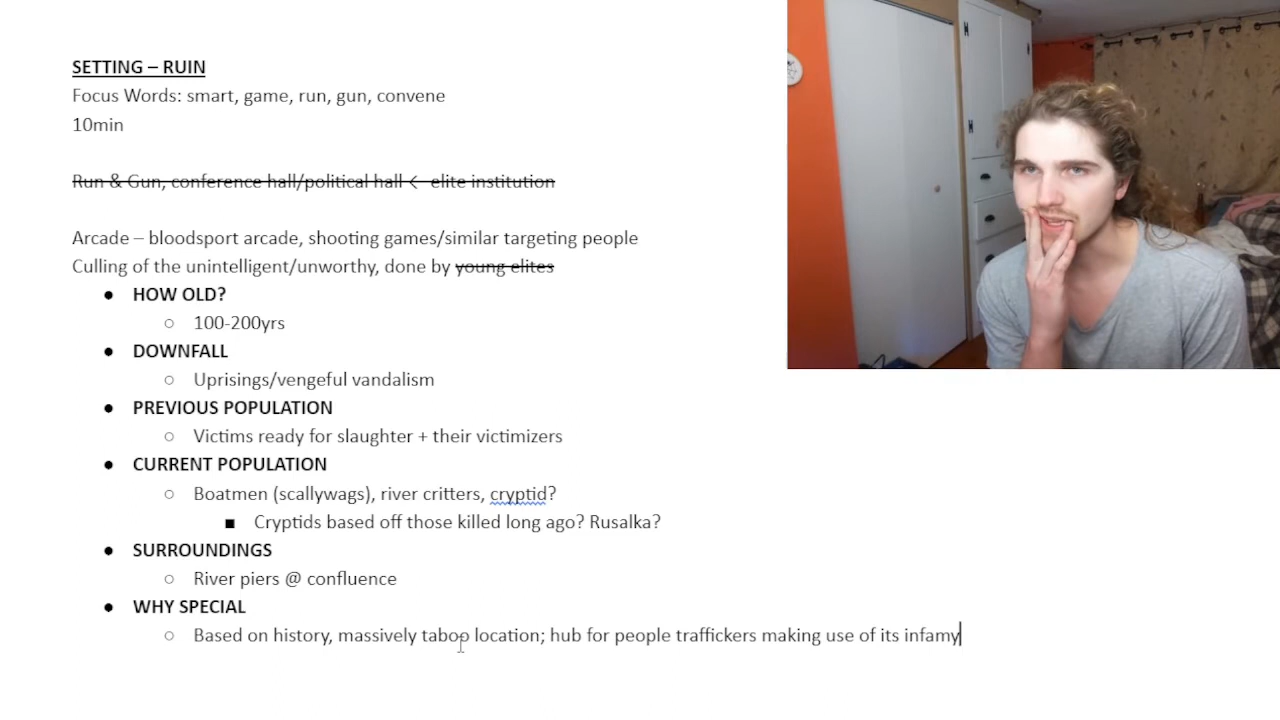 SETTING – RUIN
Focus Words: smart, game, run, gun, convene
10min
Run & Gun, conference hall/political hall <– elite institution
Arcade – bloodsport arcade, shooting games/similar targeting people
Culling of the unintelligent/unworthy, done by young elites
● HOW OLD?
○ 100-200yrs
● DOWNFALL
○ Uprisings/vengeful vandalism
● PREVIOUS POPULATION
○ Victims ready for slaughter + their victimizers
● CURRENT POPULATION
○ Boatmen (scallywags), river critters, cryptid?
■ Cryptids based off those killed long ago? Rusalka?
● SURROUNDINGS
○ River piers @ confluence
● WHY SPECIAL
○ Based on history, massively taboo location; hub for people traffickers making use of its infamy